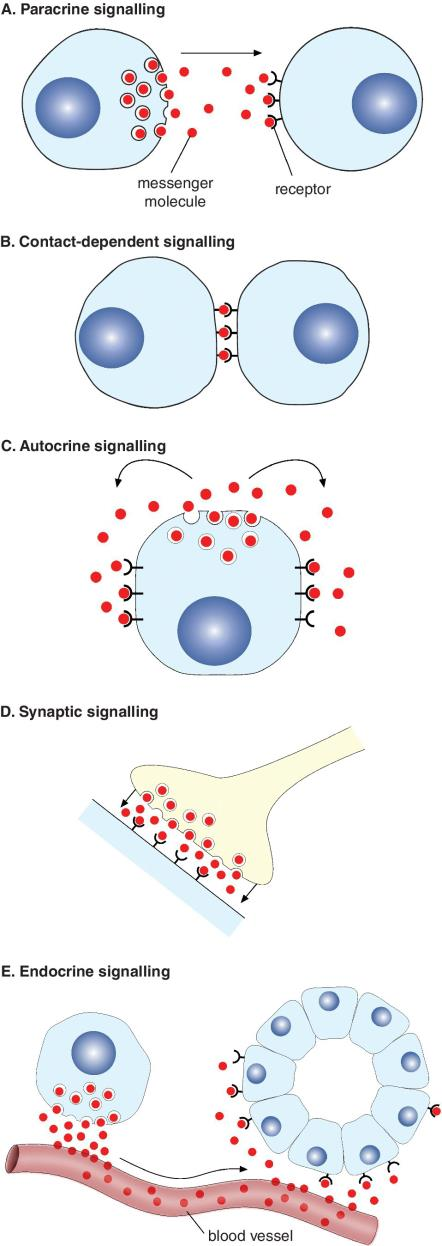 A. Paracrine signalling
messenger
molecule
receptor
B. Contact-dependent signalling
C. Autocrine signalling
D. Synaptic signalling
E. Endocrine signalling
blood vessel